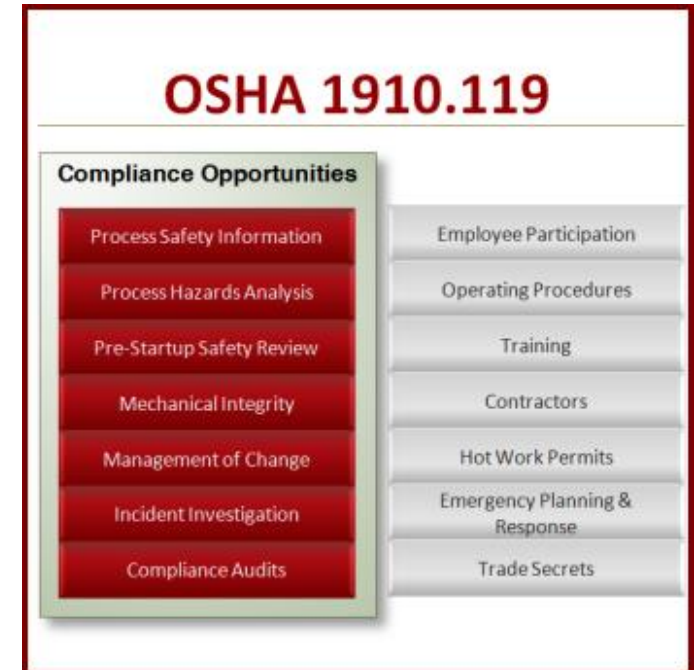 OSHA 1910.119
Compliance Opportunities
Process Safety Information
Process Hazards Analysis
Pre-Startup Safety Review
Mechanical Integrity
Management of Change
Incident Investigation
Compliance Audits
Employee Participation
Operating Procedures
Training
Contractors
Hot Work Permits
Emergency Planning &
Response
Trade Secrets